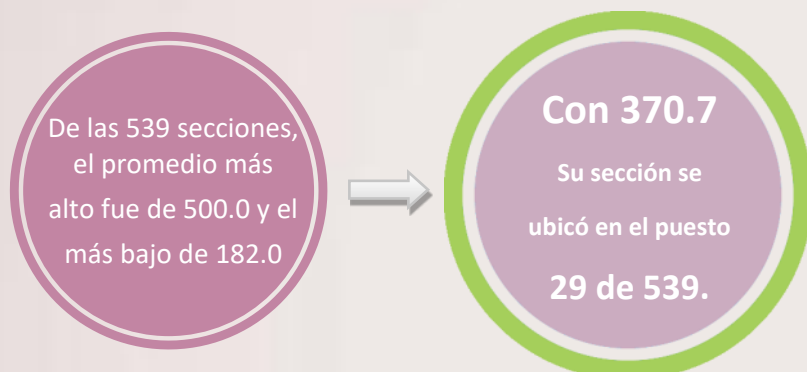 De las 539 secciones,
el promedio más
alto fue de 500.0 y el
más bajo de 182.0
Con 370.7
Su sección se
ubicó en el puesto
29 de 539.